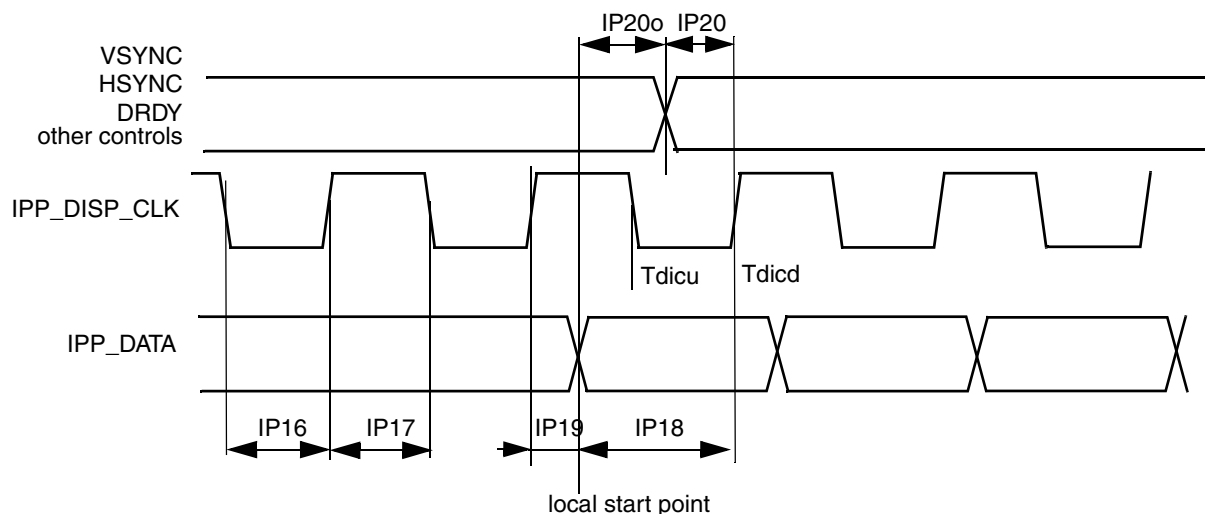 IP20o IP20
VSYNC
HSYNC
DRDY
other controls
IPP_DISP_CLK
Tdicu Tdicd
IPP_DATA
IP16 IP17 IP19 IP18
local start point